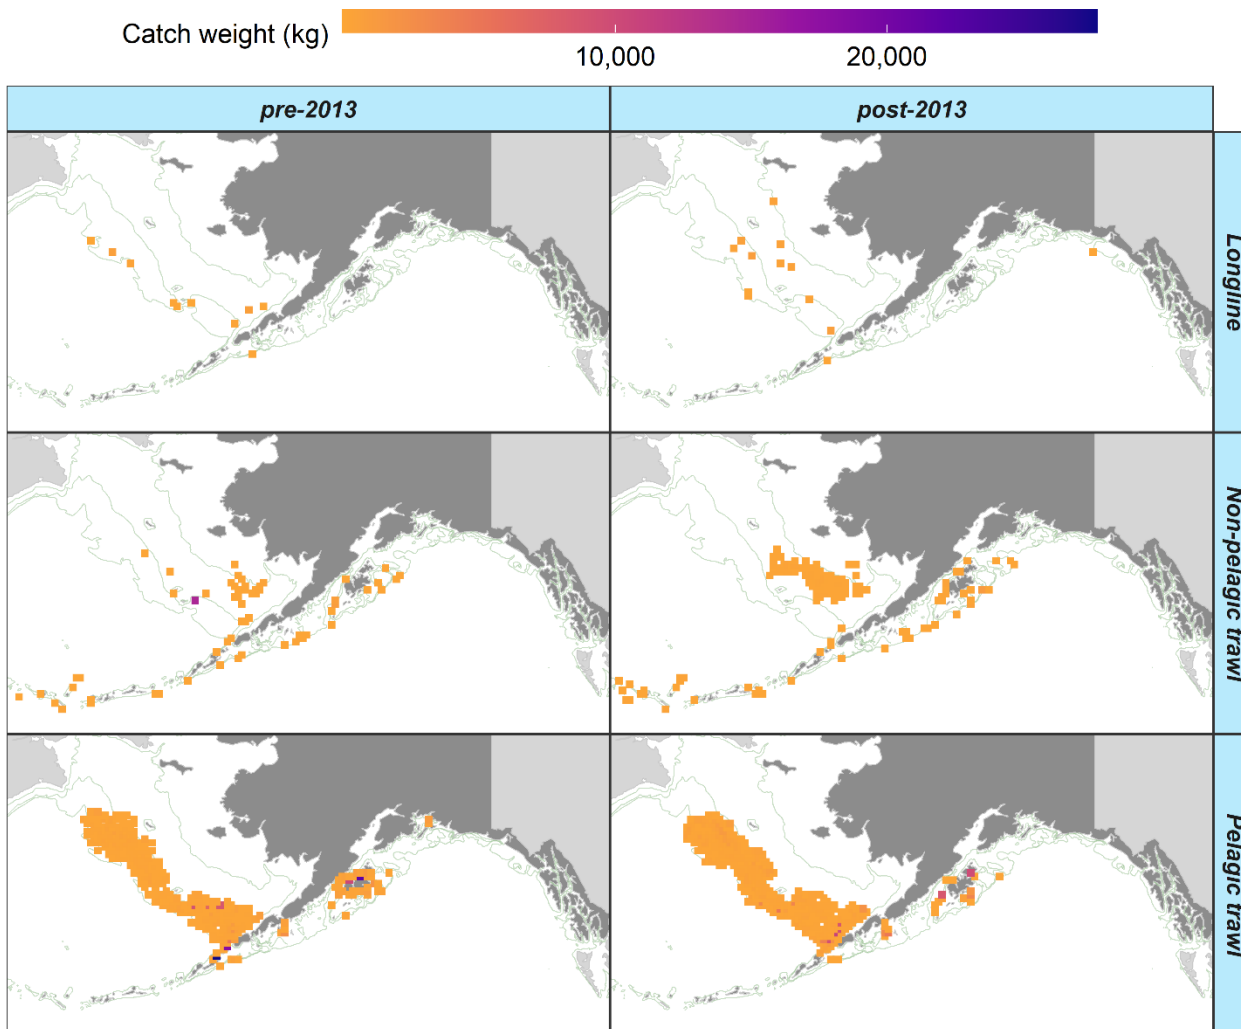 Catch weight (kg)
10,000
20,000
pre-2013
post-2013
Longline
Non-pelagic trawl
Pelagic trawl